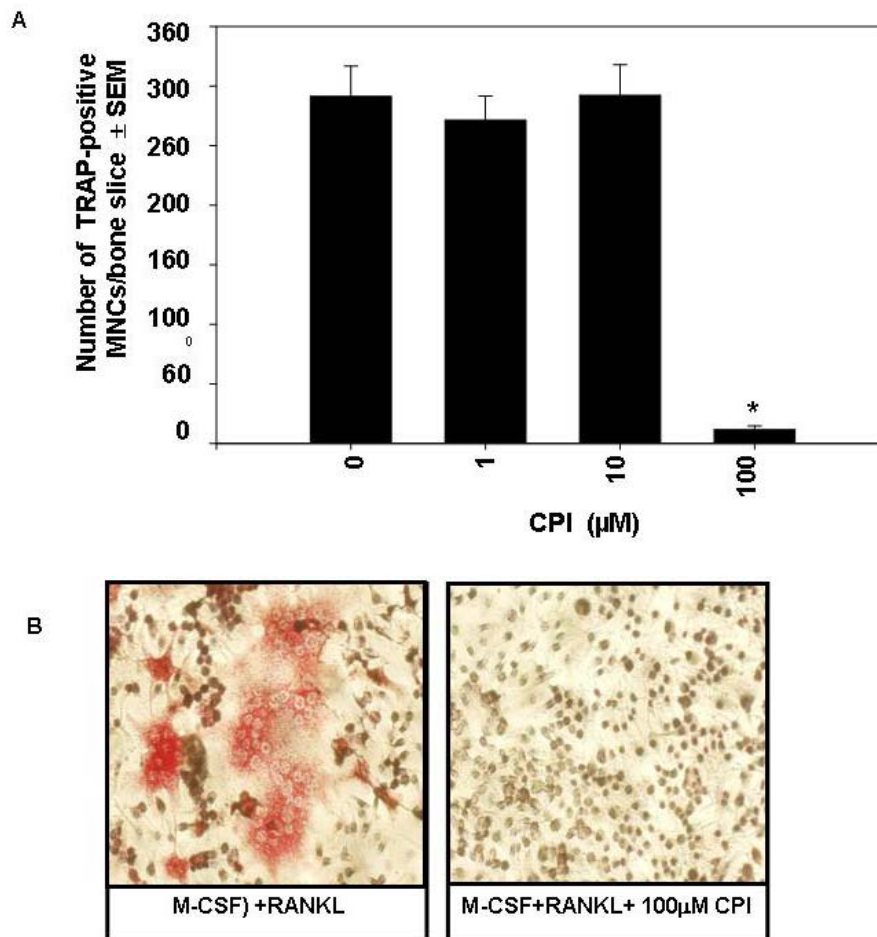 A
Number of TRAP-positive
MNCs/bone slice ± SEM
360
300
260
200
160
100
0
60
0
*
0
1
10
100
CPI (µM)
B
M-CSF) +RANKL
M-CSF+RANKL+ 100µM CPI